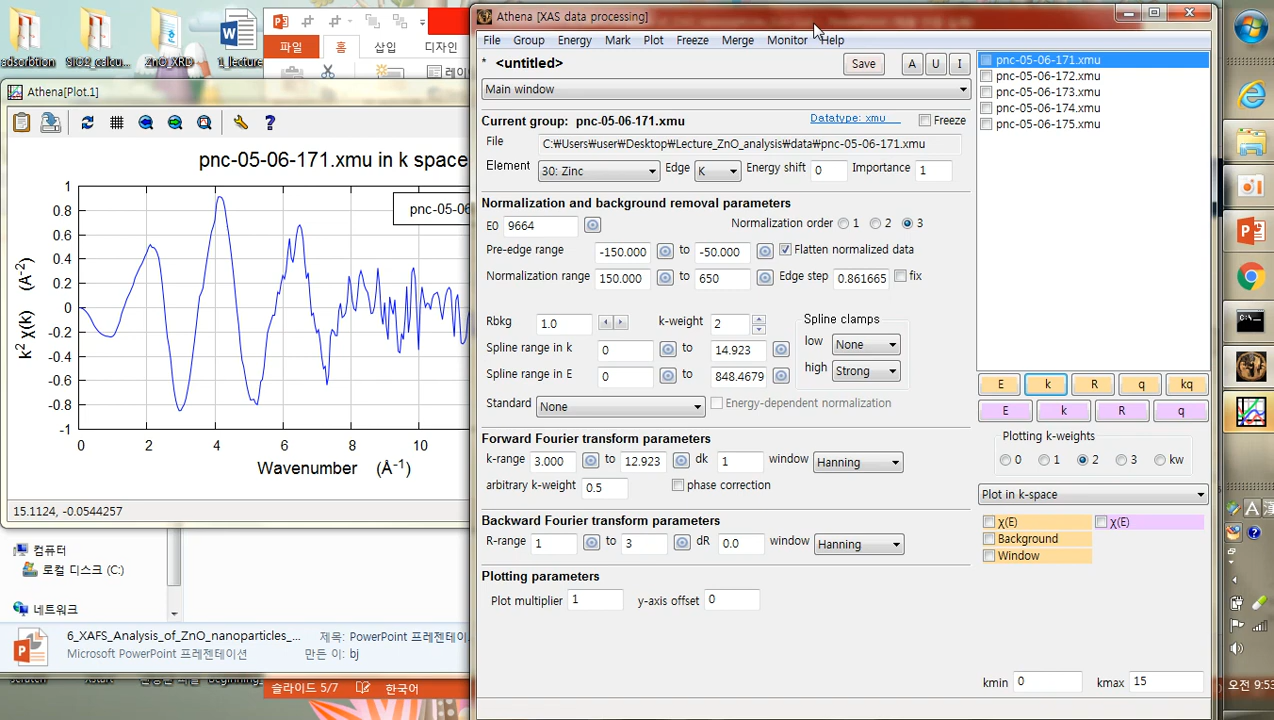 adsorbtion
SIO2_calcu...
ZnO_XRD
1_lecture
파일
홈
삽입
디자인
레이
Athena[Plot.1]
pnc-05-06-171.xmu in k space
pnc-05-06
k² χ(k) (Å⁻²)
1
0.8
0.6
0.4
0.2
0
-0.2
-0.4
-0.6
-0.8
-1
0 2 4 6 8 10
Wavenumber (Å⁻¹)
15.1124, -0.0544257
컴퓨터
로컬 디스크 (C:)
네트워크
6_XAFS_Analysis_of_ZnO_nanoparticles_...
제목: PowerPoint 프레젠테이
Microsoft PowerPoint 프레젠테이션
만든 이: bj
슬라이드 5/7
한국어
Athena [XAS data processing]
File Group Energy Mark Plot Freeze Merge Monitor Help
* <untitled>
Save A U I
Main window
Current group: pnc-05-06-171.xmu
Datatype: xmu
Freeze
File C:₩Users₩user₩Desktop₩Lecture_ZnO_analysis₩data₩pnc-05-06-171.xmu
Element 30: Zinc Edge K Energy shift 0 Importance 1
Normalization and background removal parameters
E0 9664 Normalization order 1 2 3
Pre-edge range -150.000 to -50.000 Flatten normalized data
Normalization range 150.000 to 650 Edge step 0.861665 fix
Rbkg 1.0 k-weight 2 Spline clamps
Spline range in k 0 to 14.923 low None
Spline range in E 0 to 848.4679 high Strong
Standard None Energy-dependent normalization
Forward Fourier transform parameters
k-range 3.000 to 12.923 dk 1 window Hanning
arbitrary k-weight 0.5 phase correction
Backward Fourier transform parameters
R-range 1 to 3 dR 0.0 window Hanning
Plotting parameters
Plot multiplier 1 y-axis offset 0
pnc-05-06-171.xmu
pnc-05-06-172.xmu
pnc-05-06-173.xmu
pnc-05-06-174.xmu
pnc-05-06-175.xmu
E k R q kq
E k R q
Plotting k-weights
0 1 2 3 kw
Plot in k-space
χ(E) χ(E)
Background
Window
kmin 0 kmax 15
A
오전 9:53